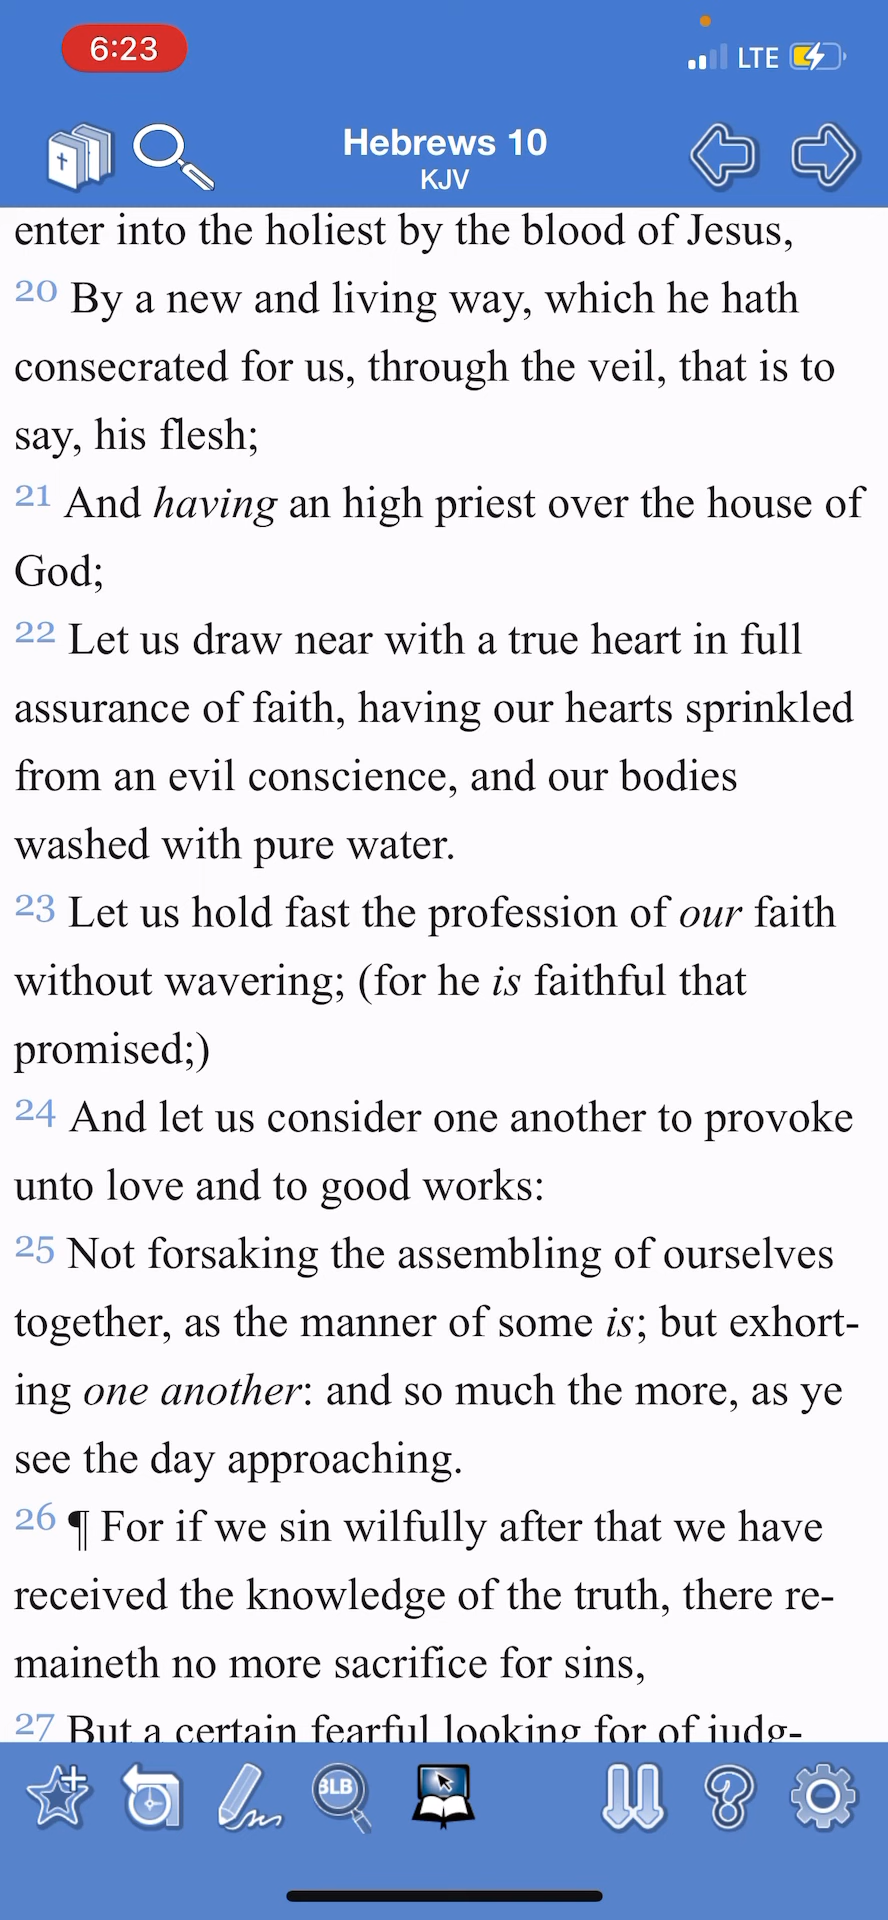 6:23
LTE
Hebrews 10
KJV
enter into the holiest by the blood of Jesus,
20 By a new and living way, which he hath
consecrated for us, through the veil, that is to
say, his flesh;
21 And having an high priest over the house of
God;
22 Let us draw near with a true heart in full
assurance of faith, having our hearts sprinkled
from an evil conscience, and our bodies
washed with pure water.
23 Let us hold fast the profession of our faith
without wavering; (for he is faithful that
promised;)
24 And let us consider one another to provoke
unto love and to good works:
25 Not forsaking the assembling of ourselves
together, as the manner of some is; but exhort-
ing one another: and so much the more, as ye
see the day approaching.
26 ¶ For if we sin wilfully after that we have
received the knowledge of the truth, there re-
maineth no more sacrifice for sins,
27 But a certain fearful looking for of judg-
BLB